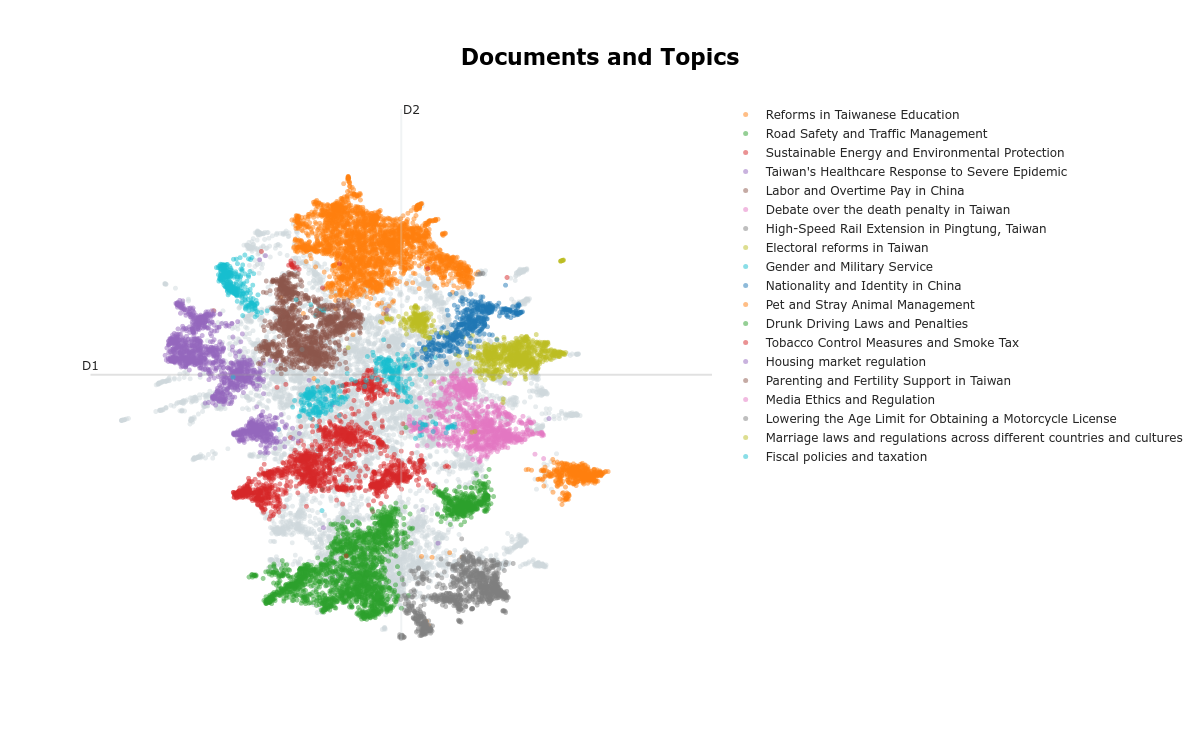 Documents and Topics
D2
D1
Reforms in Taiwanese Education
Road Safety and Traffic Management
Sustainable Energy and Environmental Protection
Taiwan's Healthcare Response to Severe Epidemic
Labor and Overtime Pay in China
Debate over the death penalty in Taiwan
High-Speed Rail Extension in Pingtung, Taiwan
Electoral reforms in Taiwan
Gender and Military Service
Nationality and Identity in China
Pet and Stray Animal Management
Drunk Driving Laws and Penalties
Tobacco Control Measures and Smoke Tax
Housing market regulation
Parenting and Fertility Support in Taiwan
Media Ethics and Regulation
Lowering the Age Limit for Obtaining a Motorcycle License
Marriage laws and regulations across different countries and cultures
Fiscal policies and taxation